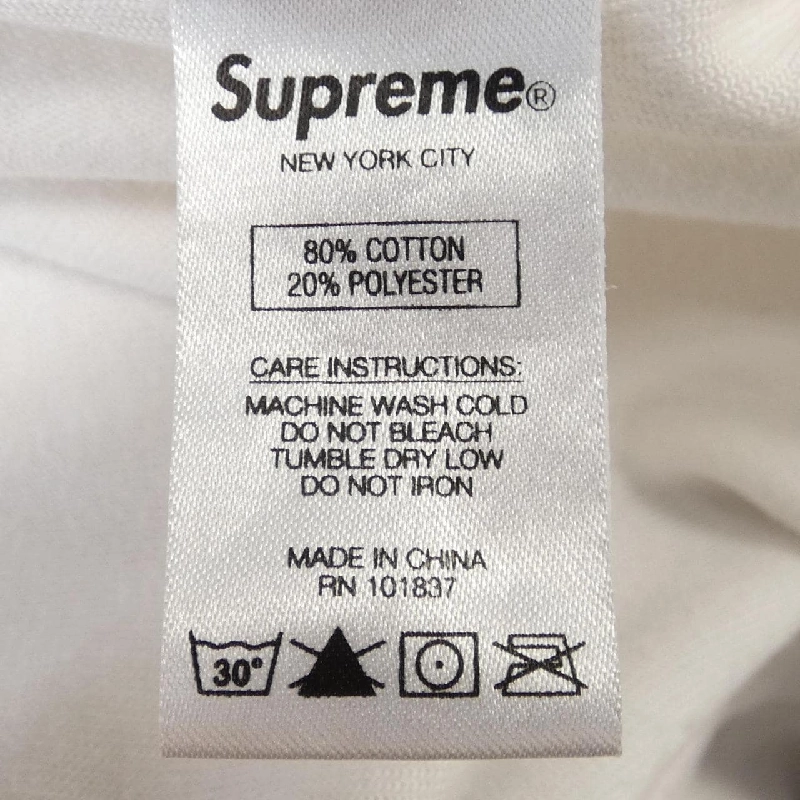 Supreme®
NEW YORK CITY
80% COTTON
20% POLYESTER
CARE INSTRUCTIONS:
MACHINE WASH COLD
DO NOT BLEACH
TUMBLE DRY LOW
DO NOT IRON
MADE IN CHINA
RN 101837
30°